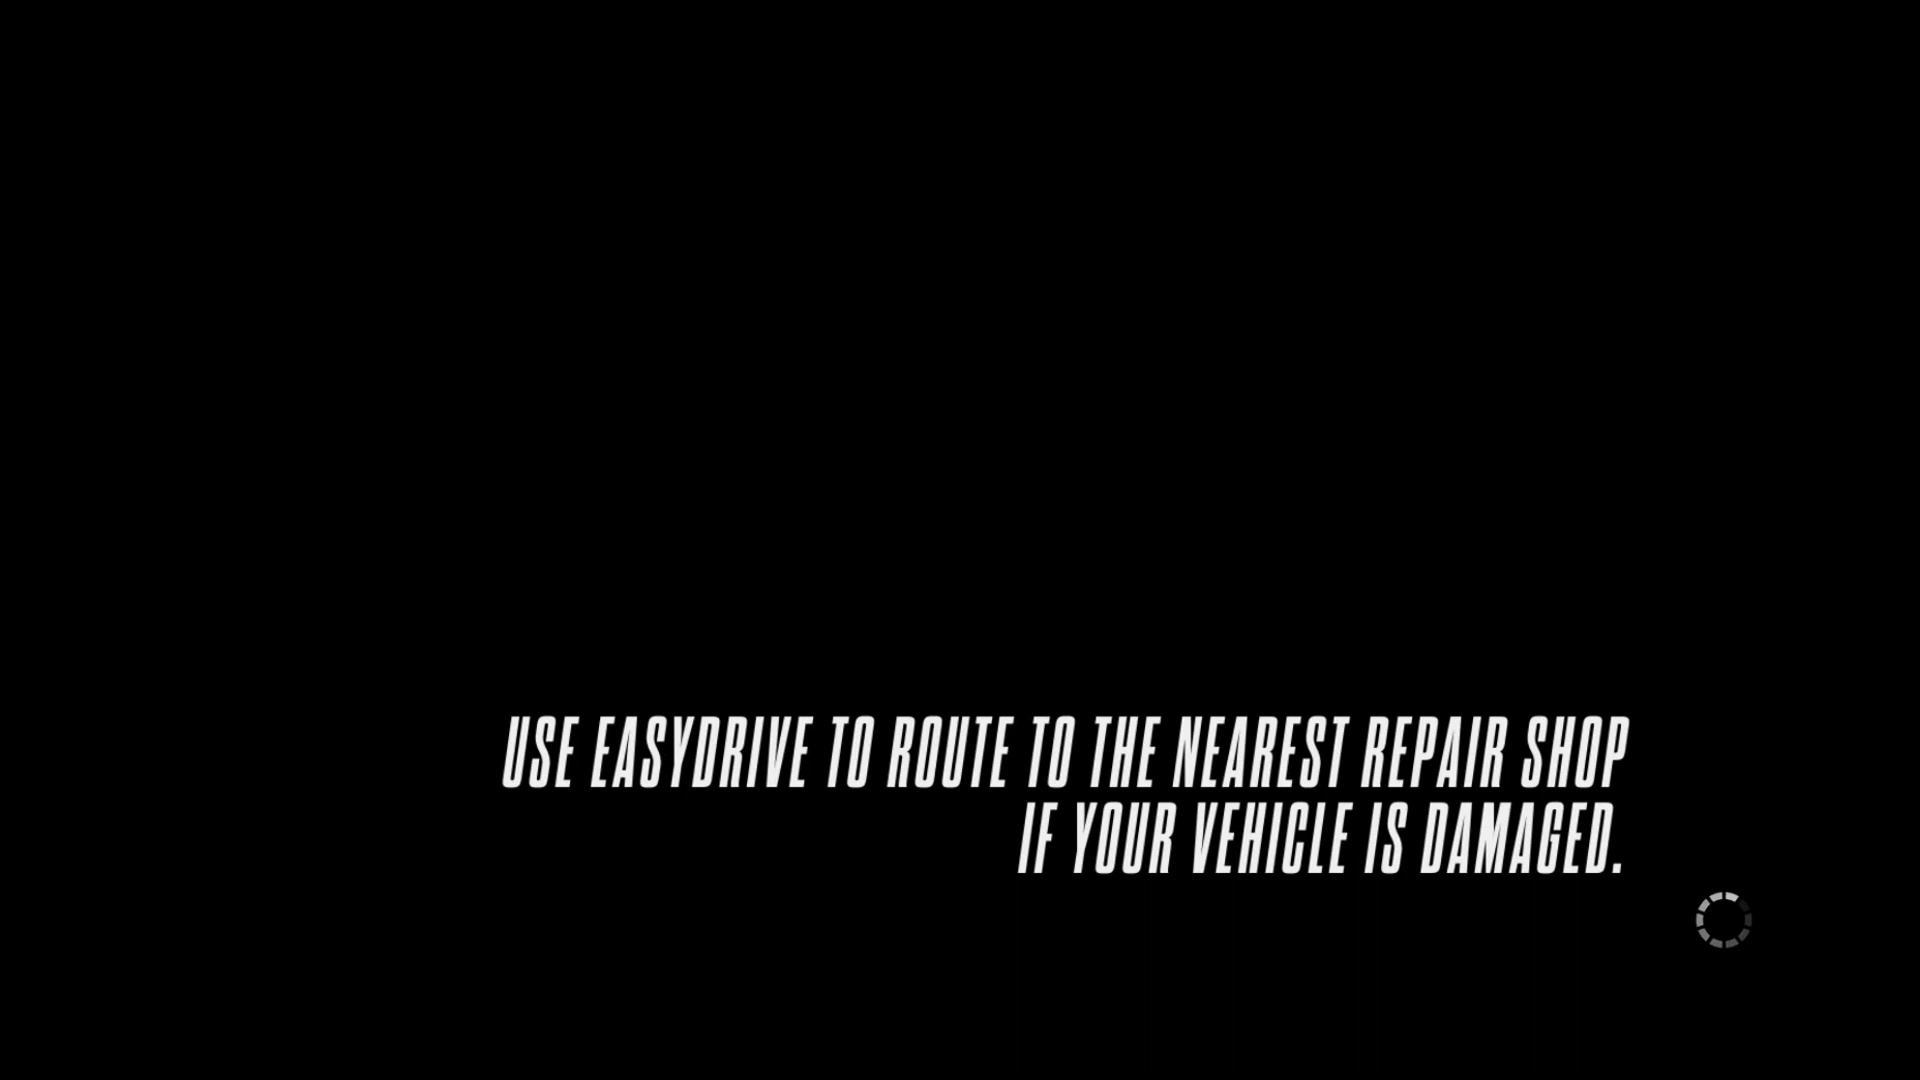 USE EASYDRIVE TO ROUTE TO THE NEAREST REPAIR SHOP
IF YOUR VEHICLE IS DAMAGED.